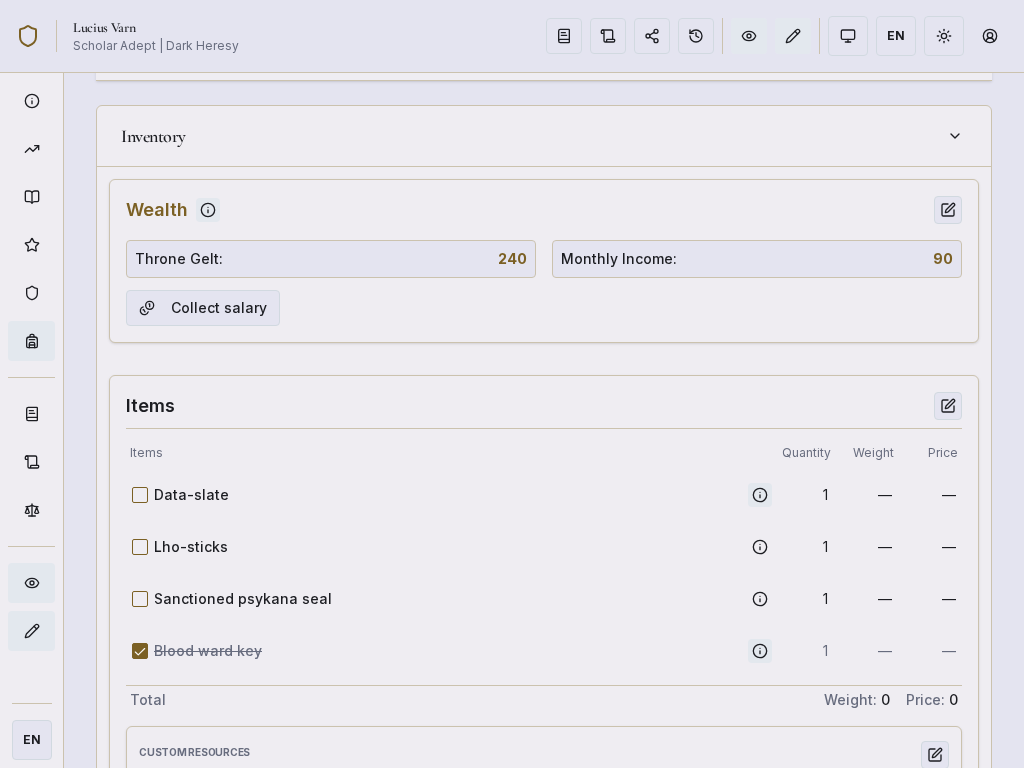 Lucius Varn
Scholar Adept | Dark Heresy
EN
Inventory
Wealth
Throne Gelt: 240
Monthly Income: 90
Collect salary
Items
Items Quantity Weight Price
Data-slate 1 — —
Lho-sticks 1 — —
Sanctioned psykana seal 1 — —
Blood ward key 1 — —
Total Weight: 0 Price: 0
CUSTOM RESOURCES
EN